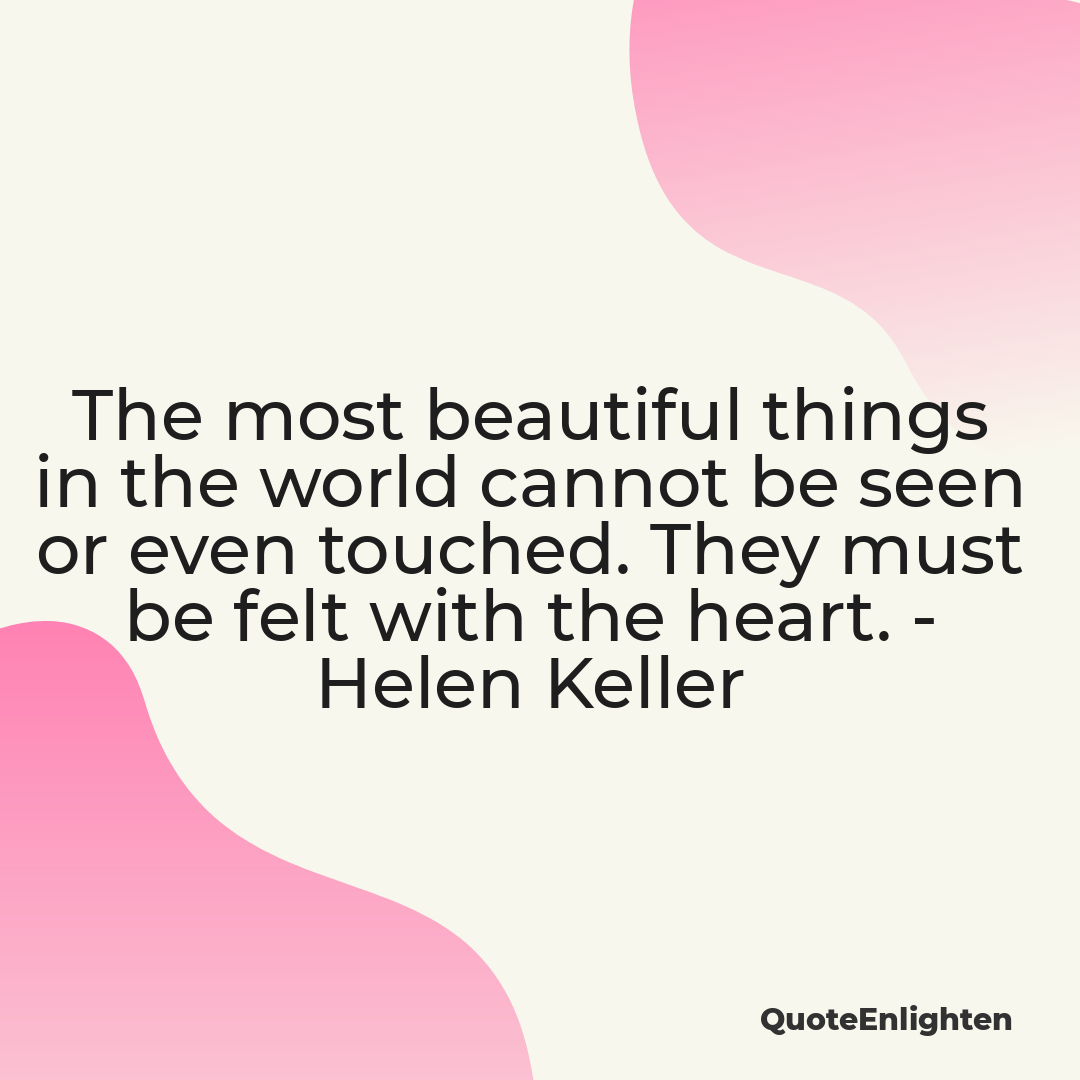 The most beautiful things
in the world cannot be seen
or even touched. They must
be felt with the heart. -
Helen Keller
QuoteEnlighten